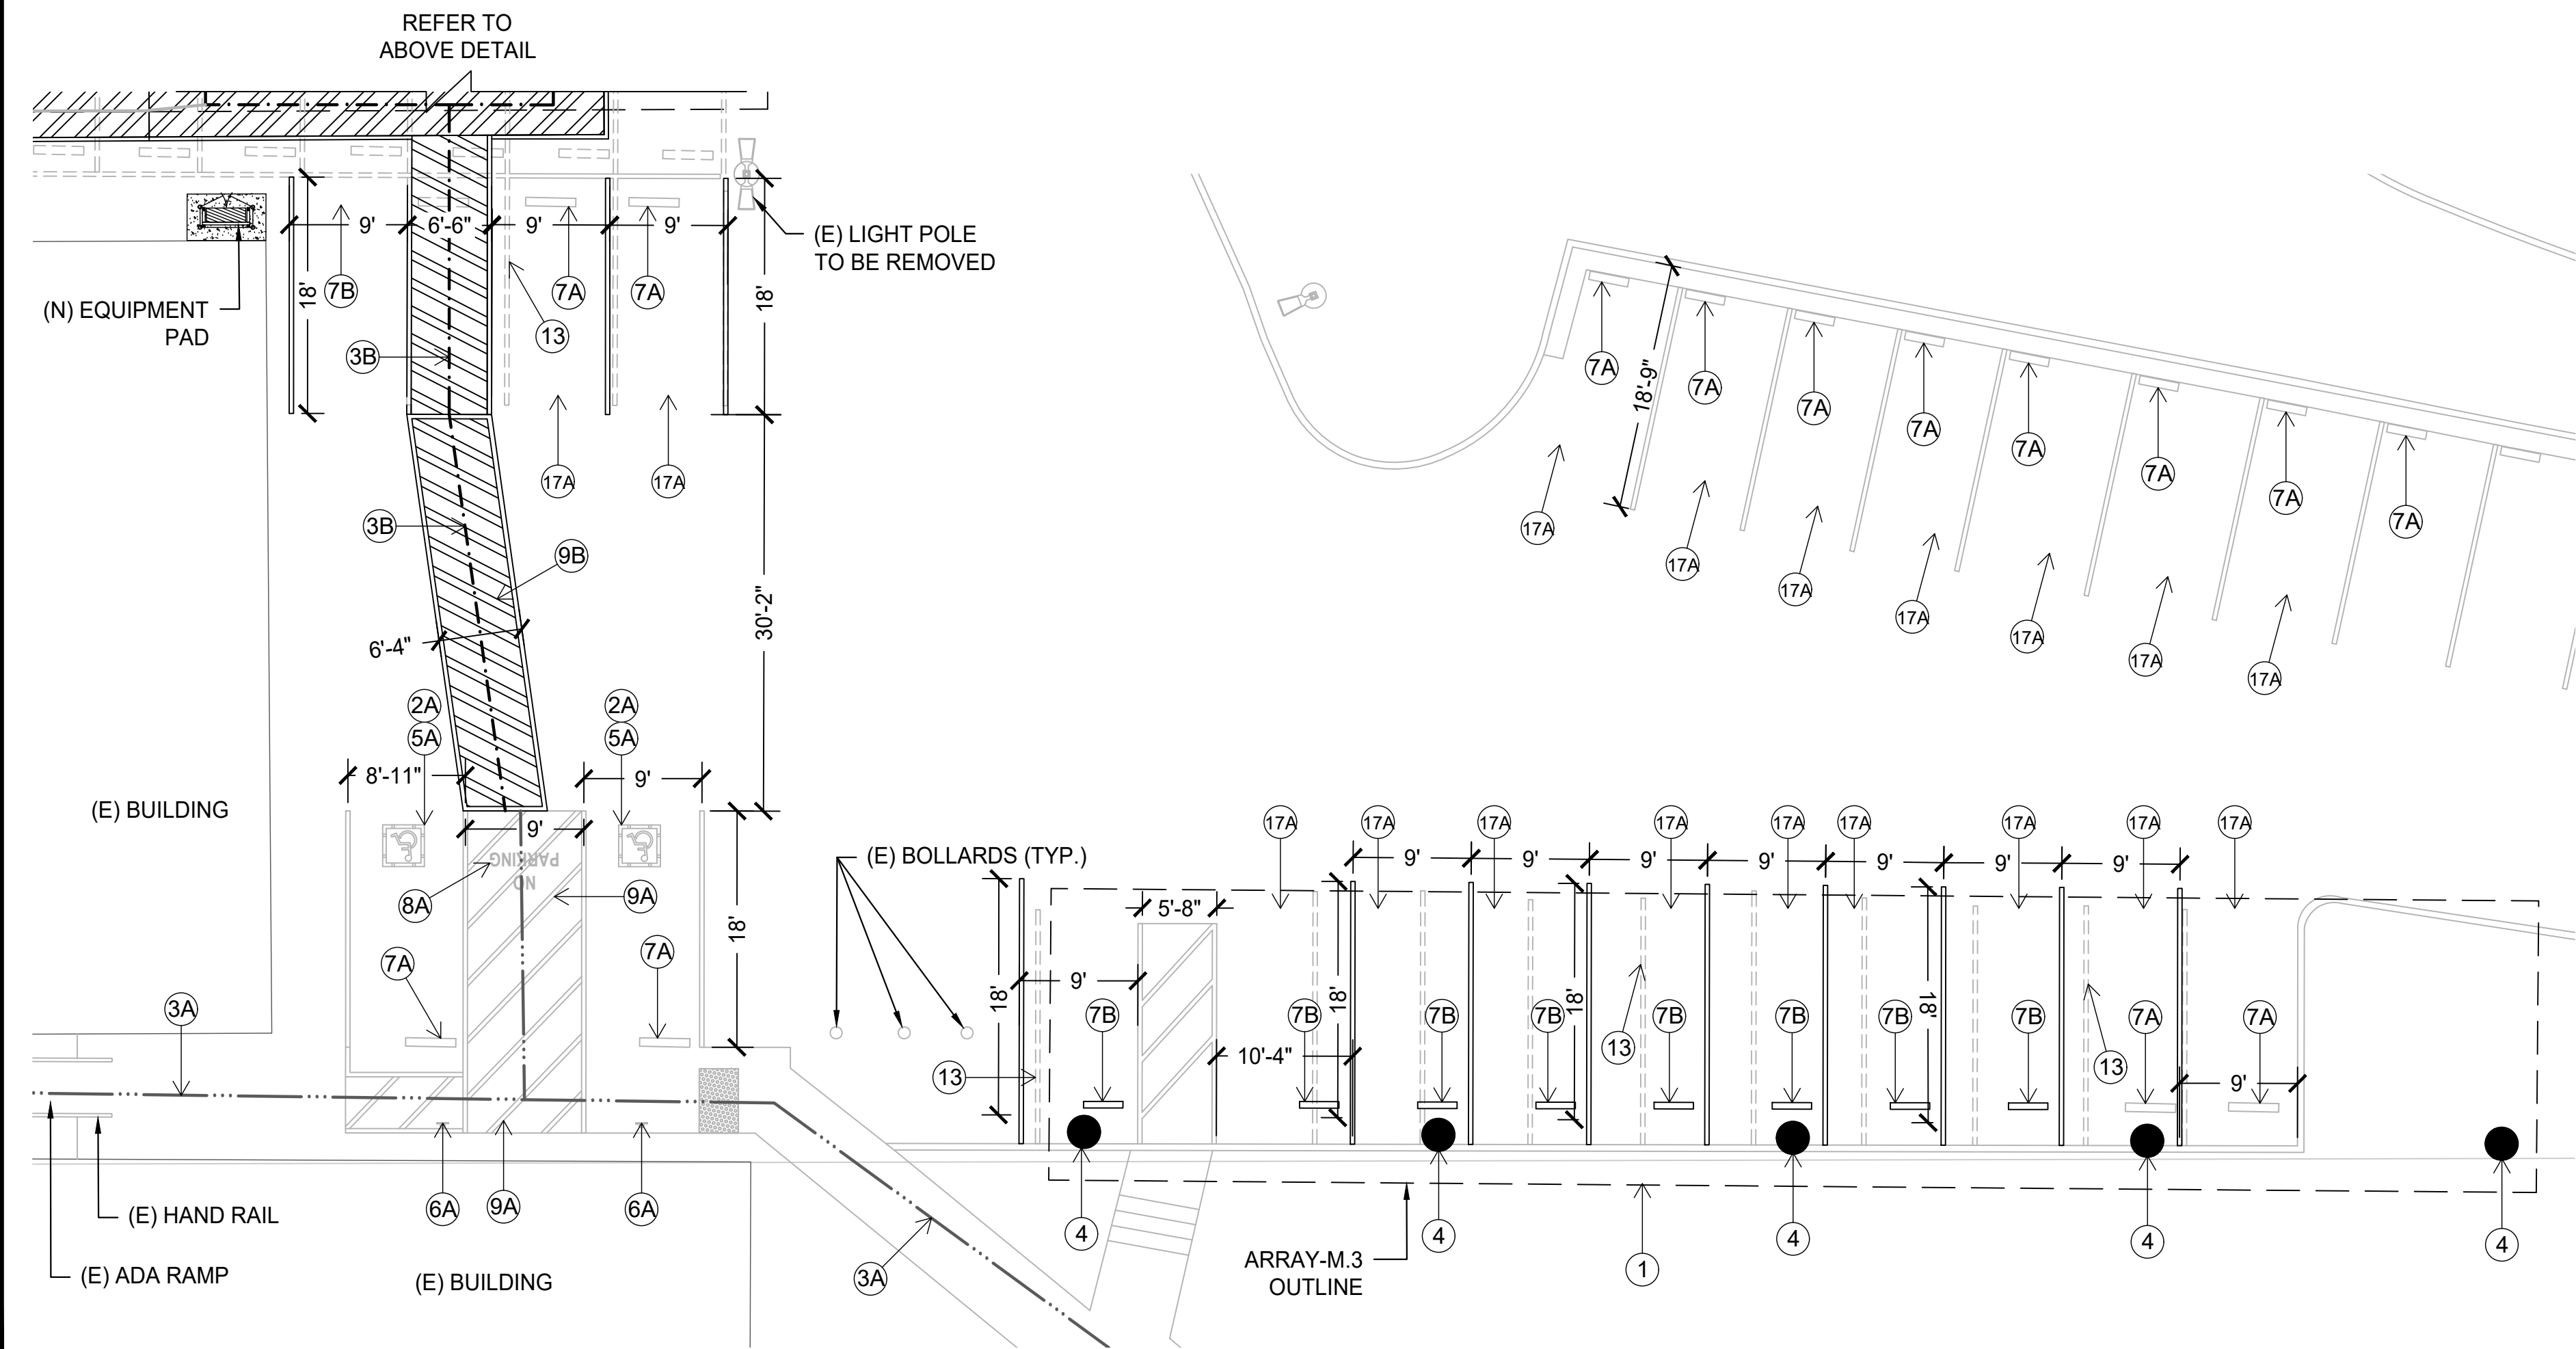 REFER TO
ABOVE DETAIL
9'
6'-6"
9'
9'
(E) LIGHT POLE
TO BE REMOVED
(N) EQUIPMENT
PAD
18'
7B
7A
7A
18'
13
3B
17A
17A
3B
9B
30'-2"
6'-4"
2A
5A
2A
5A
8'-11"
9'
(E) BUILDING
9'
NO
PARKING
8A
9A
18'
7A
7A
3A
6A
9A
6A
(E) HAND RAIL
(E) ADA RAMP
(E) BUILDING
3A
7A
7A
7A
7A
7A
7A
7A
7A
18'-9"
17A
17A
17A
17A
17A
17A
17A
(E) BOLLARDS (TYP.)
17A
17A
17A
17A
17A
17A
17A
17A
17A
9'
9'
9'
9'
9'
9'
9'
5'-8"
18'
9'
18'
18'
18'
7B
7B
7B
7B
7B
7B
7B
7B
7A
7A
13
10'-4"
13
13
9'
4
4
4
4
4
ARRAY-M.3
OUTLINE
1